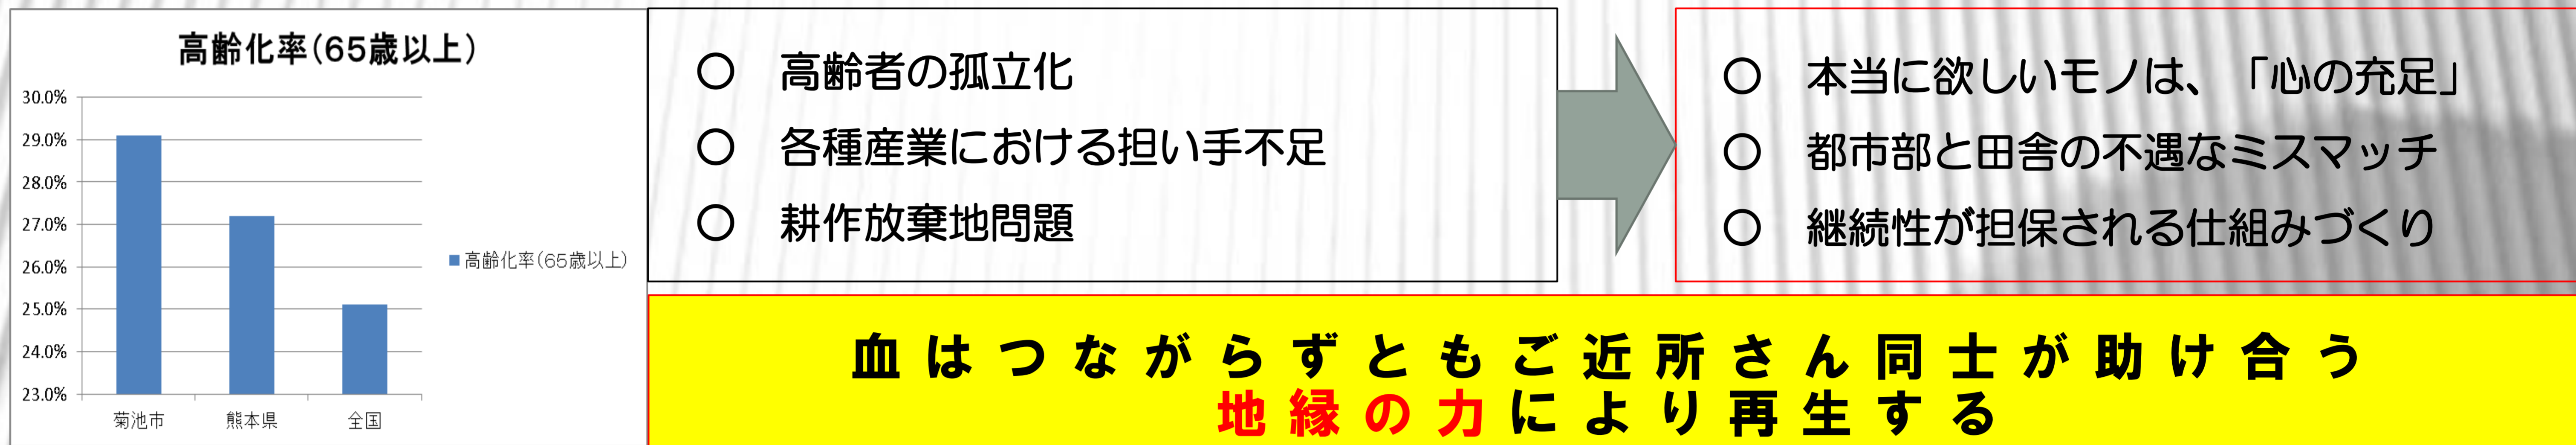 高齢化率(65歳以上)
30.0%
29.0%
28.0%
27.0%
26.0%
25.0%
24.0%
23.0%
菊池市
熊本県
全国
高齢化率(65歳以上)
○ 高齢者の孤立化
○ 各種産業における担い手不足
○ 耕作放棄地問題
○ 本当に欲しいモノは、「心の充足」
○ 都市部と田舎の不遇なミスマッチ
○ 継続性が担保される仕組みづくり
血はつながらずともご近所さん同士が助け合う
地縁の力により再生する